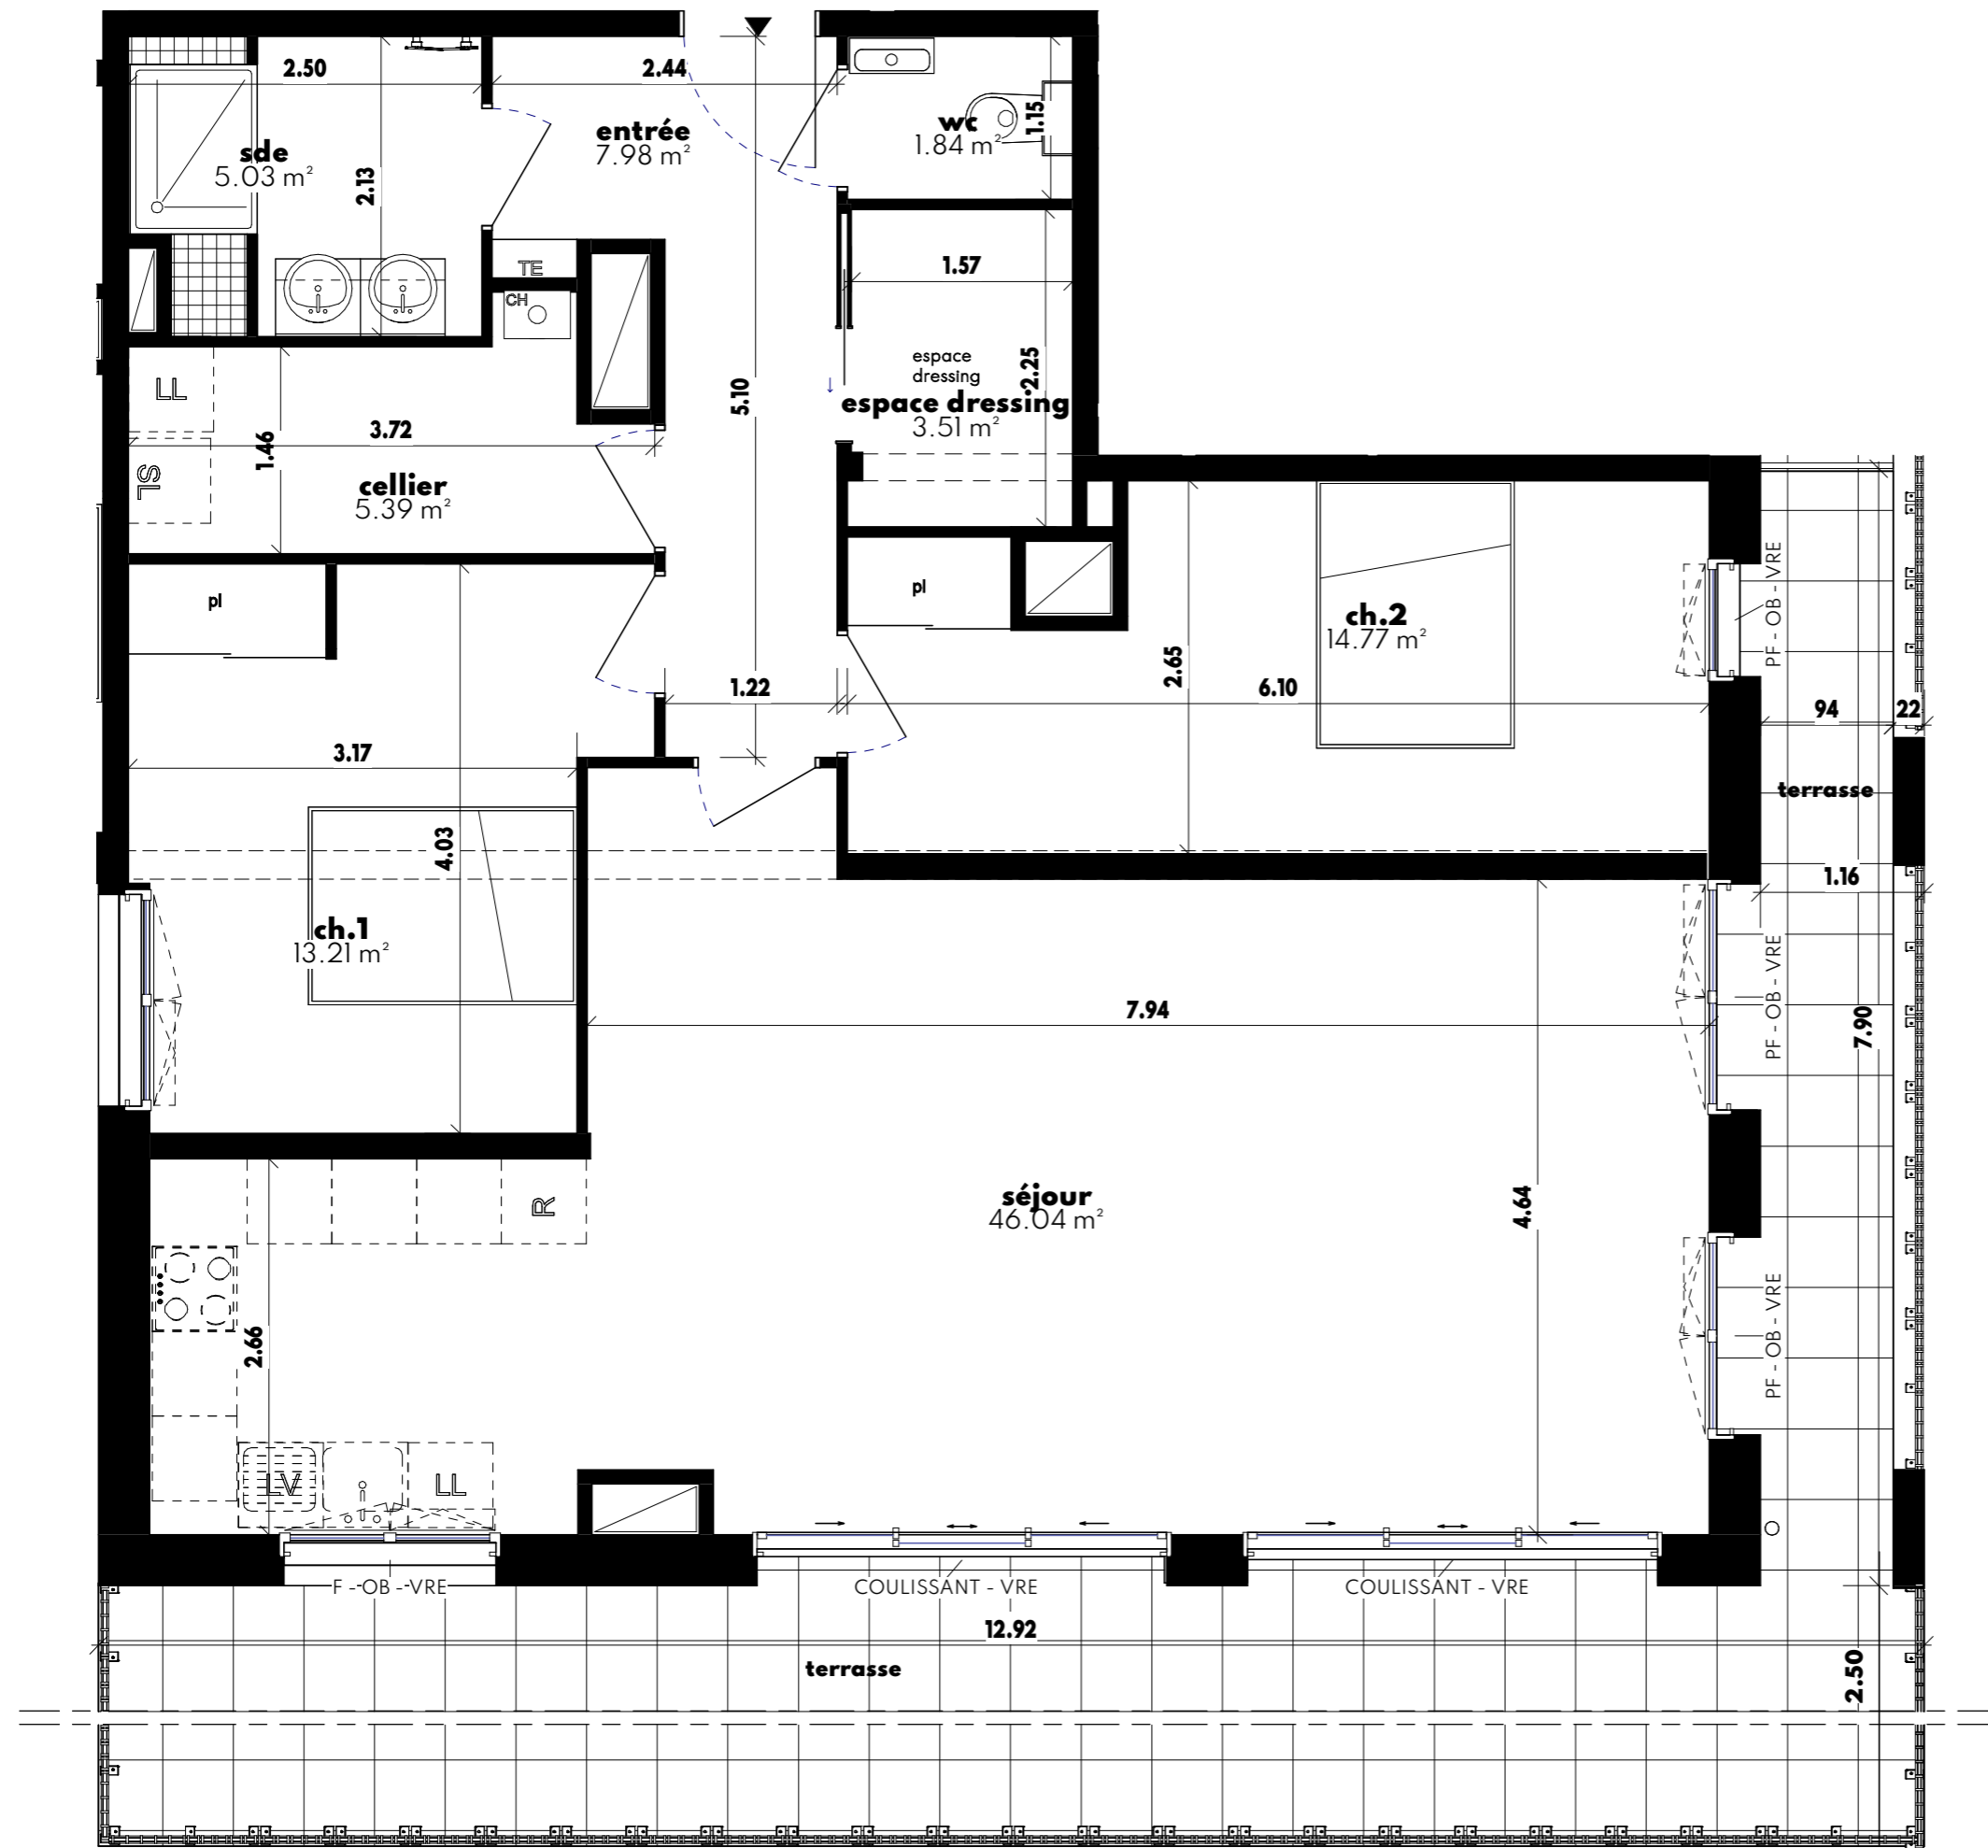 2.50
2.44
sde
5.03 m²
2.13
entrée
7.98 m²
wc
1.84 m²
1.15
TE
CH
1.57
espace
dressing
2.25
espace dressing
3.51 m²
5.10
LL
SL
3.72
1.46
cellier
5.39 m²
pl
pl
ch.2
14.77 m²
2.65
6.10
1.22
PF - OB - VRE
94
22
terrasse
1.16
3.17
4.03
ch.1
13.21 m²
7.94
PF - OB - VRE
7.90
séjour
46.04 m²
4.64
R
2.66
PF - OB - VRE
LV
LL
F - OB - VRE
COULISSANT - VRE
COULISSANT - VRE
12.92
terrasse
2.50